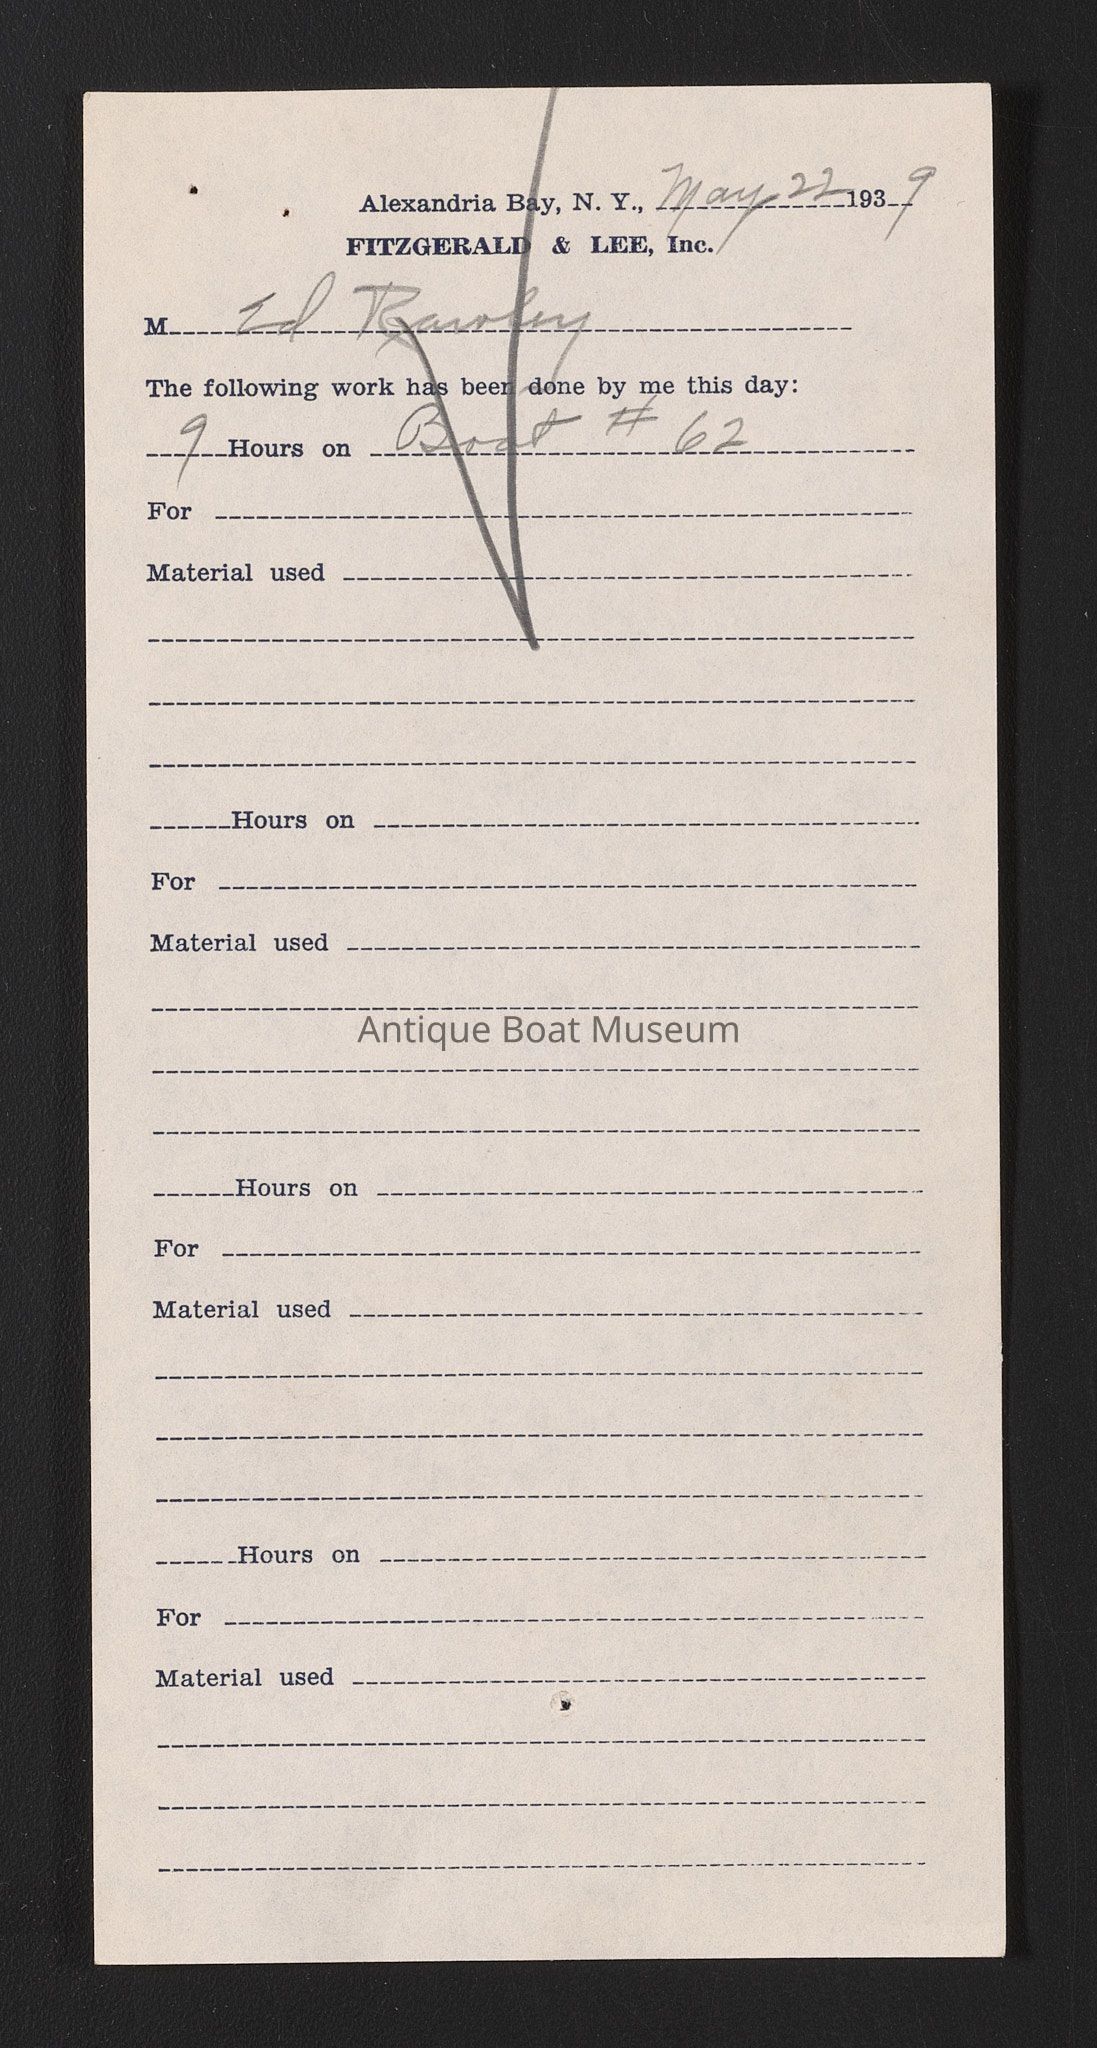 Alexandria Bay, N. Y., May 22 1939
FITZGERALD & LEE, Inc.
M Ed Rawley
The following work has been done by me this day:
9 Hours on Boat # 62
For
Material used
Hours on
For
Material used
Antique Boat Museum
Hours on
For
Material used
Hours on
For
Material used